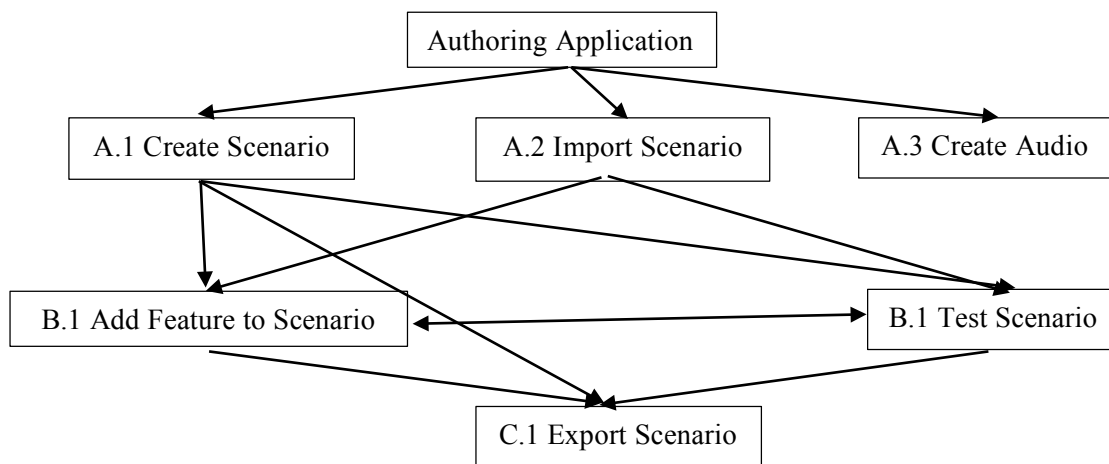 Authoring Application
A.1 Create Scenario
A.2 Import Scenario
A.3 Create Audio
B.1 Add Feature to Scenario
B.1 Test Scenario
C.1 Export Scenario